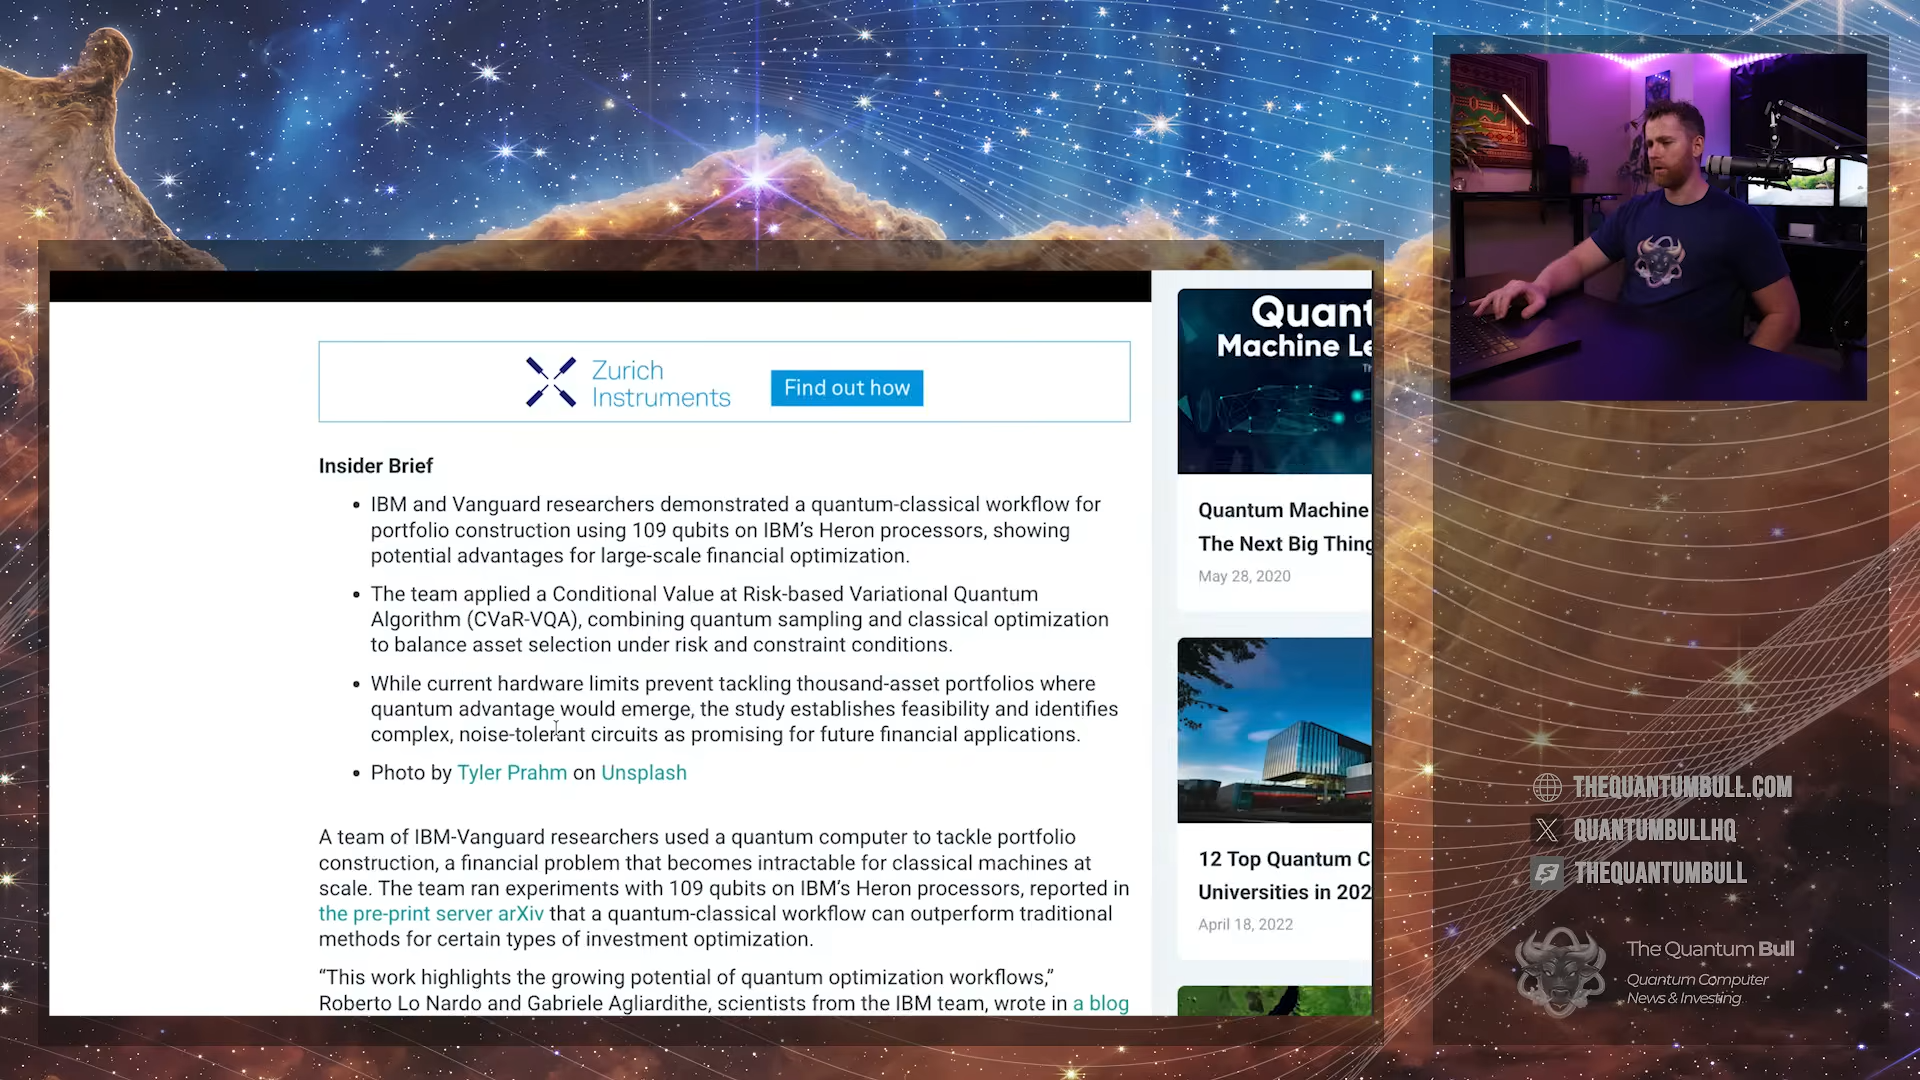 Zurich
Instruments
Find out how
Insider Brief
• IBM and Vanguard researchers demonstrated a quantum-classical workflow for
portfolio construction using 109 qubits on IBM’s Heron processors, showing
potential advantages for large-scale financial optimization.
• The team applied a Conditional Value at Risk-based Variational Quantum
Algorithm (CVaR-VQA), combining quantum sampling and classical optimization
to balance asset selection under risk and constraint conditions.
• While current hardware limits prevent tackling thousand-asset portfolios where
quantum advantage would emerge, the study establishes feasibility and identifies
complex, noise-tolerant circuits as promising for future financial applications.
• Photo by Tyler Prahm on Unsplash
A team of IBM-Vanguard researchers used a quantum computer to tackle portfolio
construction, a financial problem that becomes intractable for classical machines at
scale. The team ran experiments with 109 qubits on IBM’s Heron processors, reported in
the pre-print server arXiv that a quantum-classical workflow can outperform traditional
methods for certain types of investment optimization.
“This work highlights the growing potential of quantum optimization workflows,”
Roberto Lo Nardo and Gabriele Agliardithe, scientists from the IBM team, wrote in a blog
Quant
Machine Le
Th
Quantum Machine
The Next Big Thing
May 28, 2020
12 Top Quantum C
Universities in 202
April 18, 2022
THEQUANTUMBULL.COM
QUANTUMBULLHQ
THEQUANTUMBULL
The Quantum Bull
Quantum Computer
News & Investing